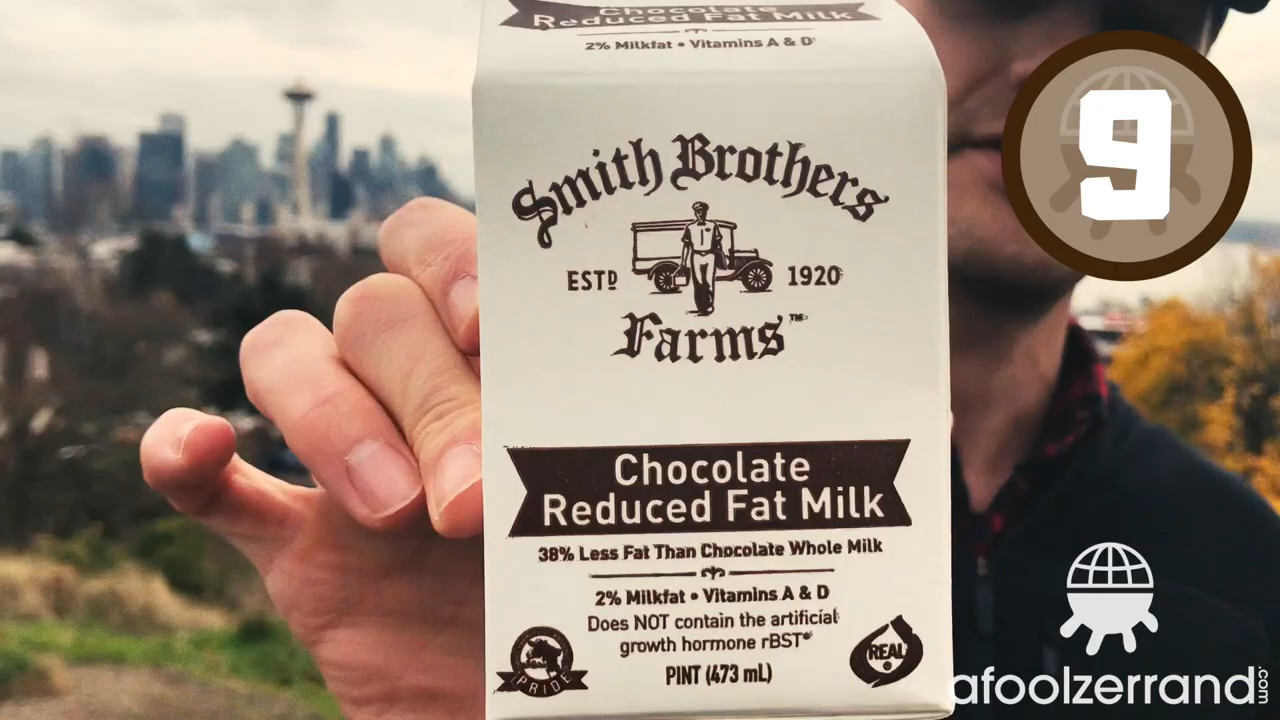 Chocolate
Reduced Fat Milk
2% Milkfat • Vitamins A & D
9
Smith Brothers
ESTD 1920
Farms™
Chocolate
Reduced Fat Milk
38% Less Fat Than Chocolate Whole Milk
2% Milkfat • Vitamins A & D
Does NOT contain the artificial
growth hormone rBST*
PINT (473 mL)
PRIDE
REAL
afoolzerrand.com